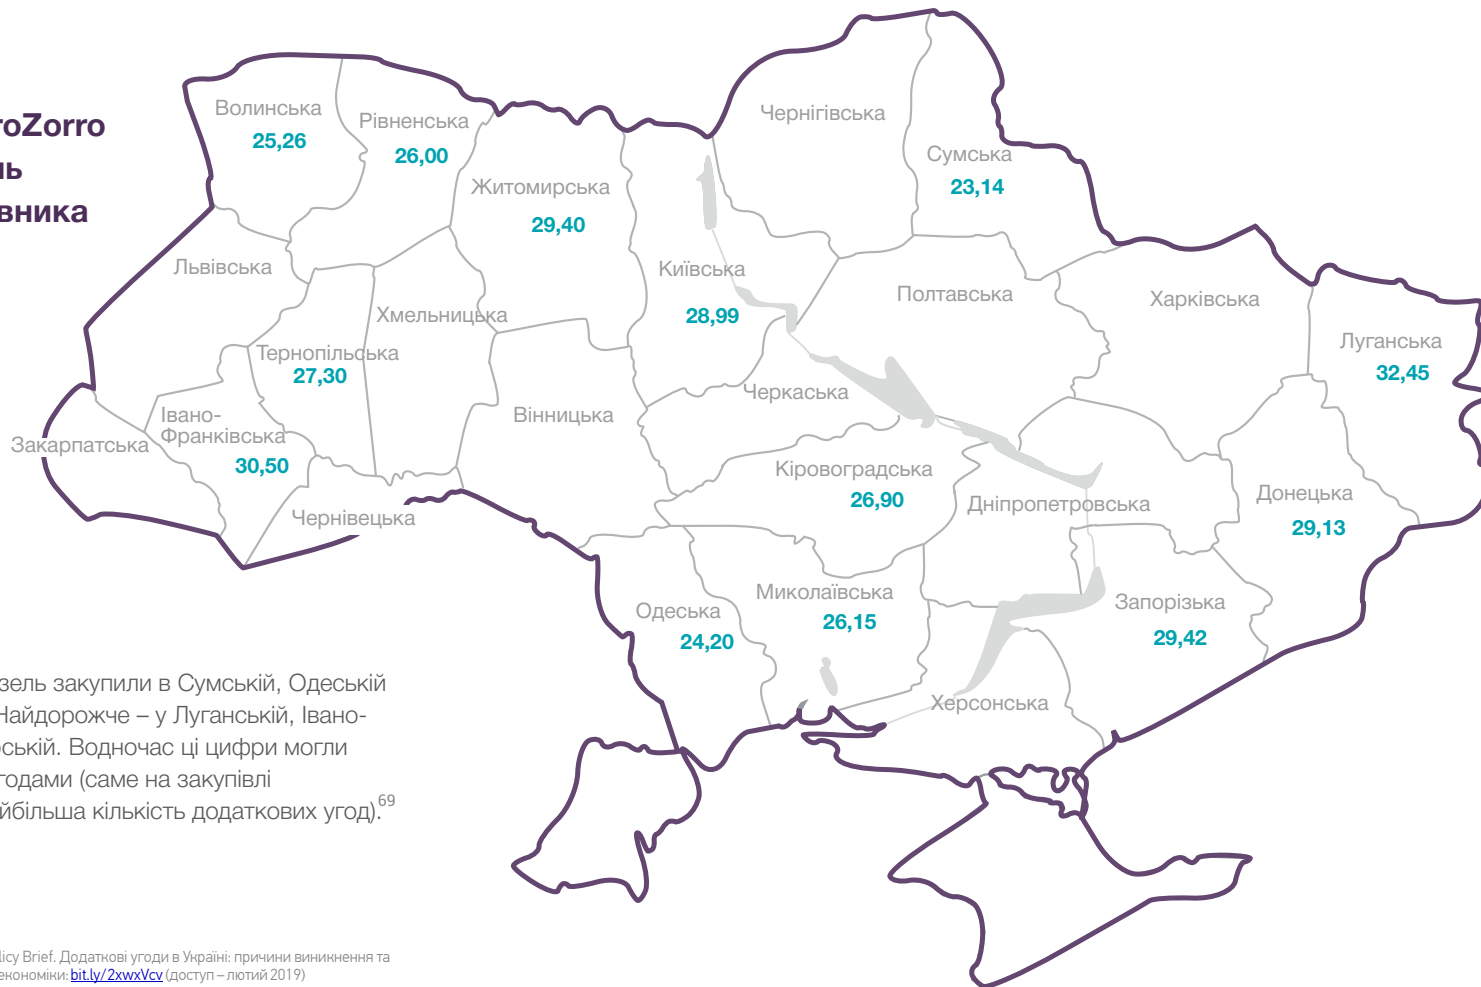 roZorro
ль
івника
Волинська
25,26
Рівненська
26,00
Житомирська
29,40
Чернігівська
Сумська
23,14
Львівська
Хмельницька
Тернопільська
27,30
Київська
28,99
Полтавська
Харківська
Луганська
32,45
Закарпатська
Івано-
Франківська
30,50
Чернівецька
Вінницька
Черкаська
Кіровоградська
26,90
Дніпропетровська
Донецька
29,13
Одеська
24,20
Миколаївська
26,15
Запорізька
29,42
Херсонська
зель закупили в Сумській, Одеській
Найдорожче – у Луганській, Івано-
рській. Водночас ці цифри могли
годами (саме на закупівлі
йбільша кількість додаткових угод).69
licy Brief. Додаткові угоди в Україні: причини виникнення та
економіки: bit.ly/2xwxVcv (доступ – лютий 2019)